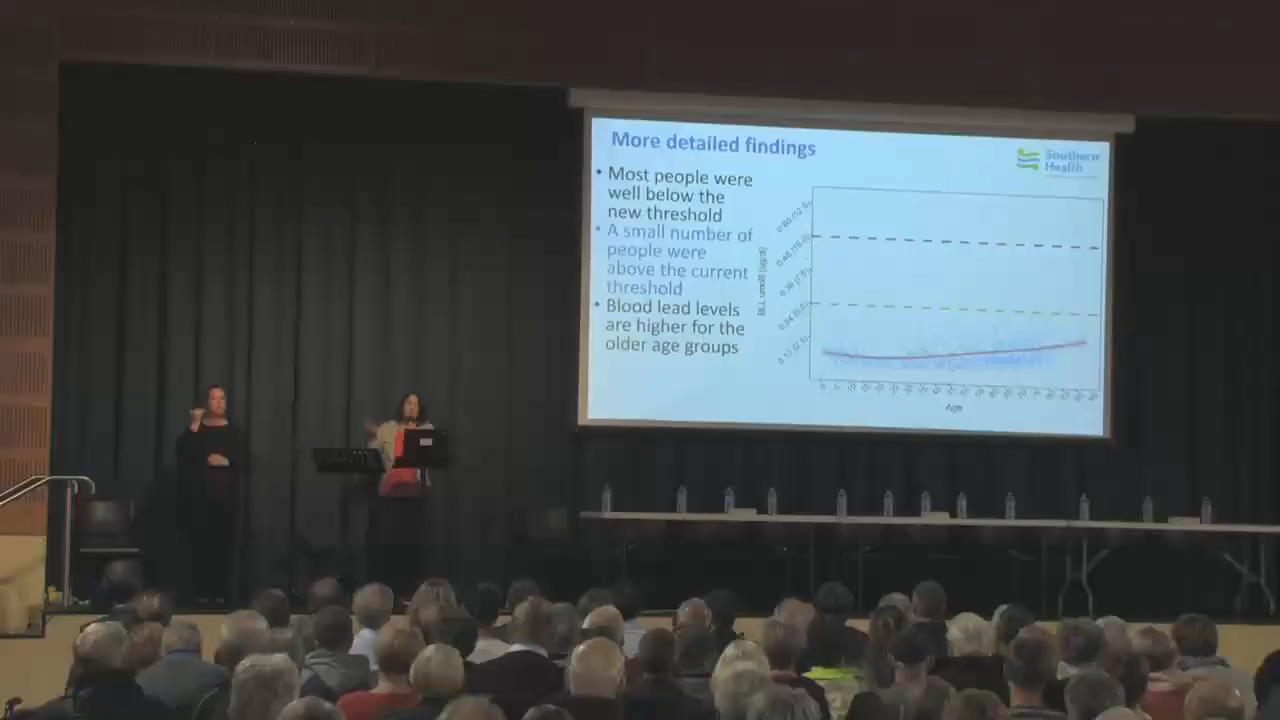 More detailed findings
Southern
Health
• Most people were
well below the
new threshold
• A small number of
people were
above the current
threshold
• Blood lead levels
are higher for the
older age groups
Age